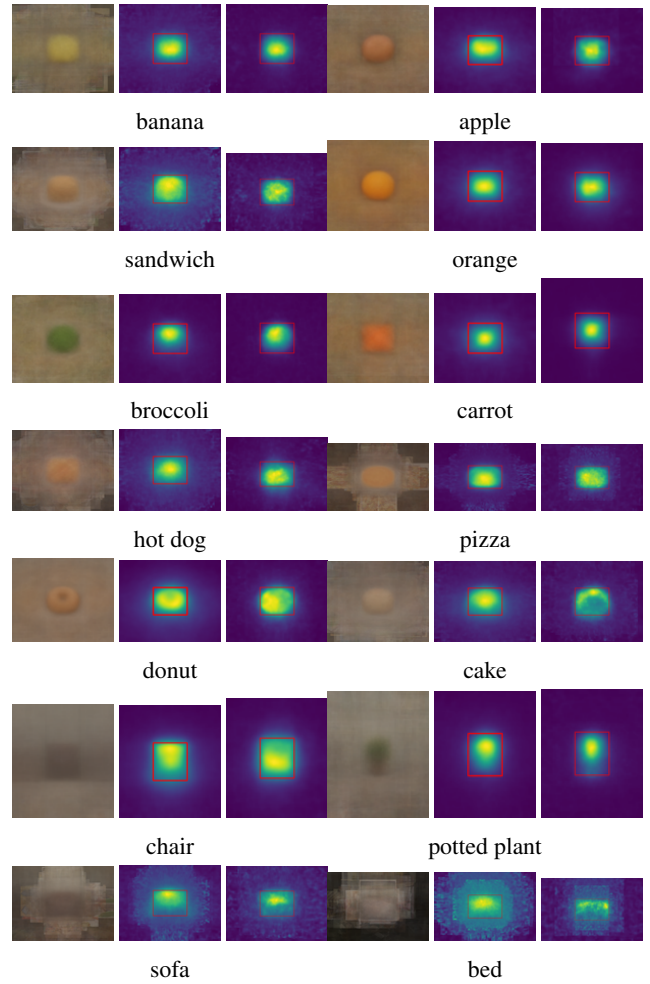 banana apple
sandwich orange
broccoli carrot
hot dog pizza
donut cake
chair potted plant
sofa bed